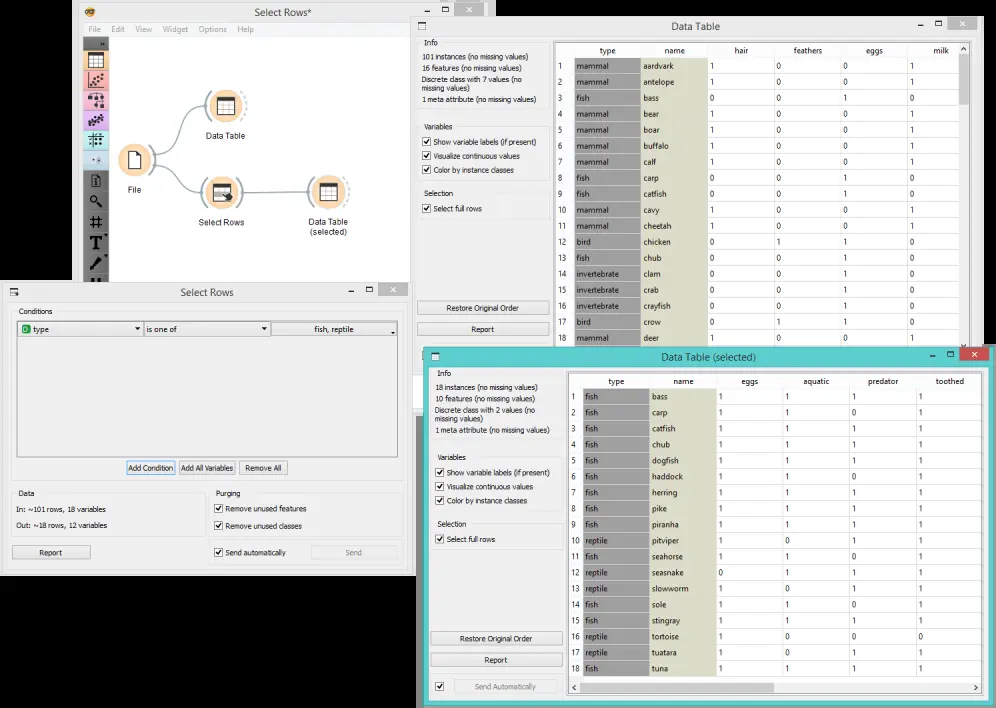 Select Rows*
File Edit View Widget Options Help
Data Table
File
Select Rows
Data Table
(selected)
Data Table
Info
101 instances (no missing values)
16 features (no missing values)
Discrete class with 7 values (no
missing values)
1 meta attribute (no missing values)
Variables
Show variable labels (if present)
Visualize continuous values
Color by instance classes
Selection
Select full rows
Restore Original Order
Report
type name hair feathers eggs milk
1 mammal aardvark 1 0 0 1
2 mammal antelope 1 0 0 1
3 fish bass 0 0 1 0
4 mammal bear 1 0 0 1
5 mammal boar 1 0 0 1
6 mammal buffalo 1 0 0 1
7 mammal calf 1 0 0 1
8 fish carp 0 0 1 0
9 fish catfish 0 0 1 0
10 mammal cavy 1 0 0 1
11 mammal cheetah 1 0 0 1
12 bird chicken 0 1 1 0
13 fish chub 0 0 1 0
14 invertebrate clam 0 0 1 0
15 invertebrate crab 0 0 1 0
16 invertebrate crayfish 0 0 1 0
17 bird crow 0 1 1 0
18 mammal deer 1 0 0 1
Select Rows
Conditions
D type is one of fish, reptile
Add Condition Add All Variables Remove All
Data
In: ~101 rows, 18 variables
Out: ~18 rows, 12 variables
Report
Purging
Remove unused features
Remove unused classes
Send automatically Send
Data Table (selected)
Info
18 instances (no missing values)
10 features (no missing values)
Discrete class with 2 values (no
missing values)
1 meta attribute (no missing values)
Variables
Show variable labels (if present)
Visualize continuous values
Color by instance classes
Selection
Select full rows
Restore Original Order
Report
Send Automatically
type name eggs aquatic predator toothed
1 fish bass 1 1 1 1
2 fish carp 1 1 0 1
3 fish catfish 1 1 1 1
4 fish chub 1 1 1 1
5 fish dogfish 1 1 1 1
6 fish haddock 1 1 0 1
7 fish herring 1 1 1 1
8 fish pike 1 1 1 1
9 fish piranha 1 1 1 1
10 reptile pitviper 1 0 1 1
11 fish seahorse 1 1 0 1
12 reptile seasnake 0 1 1 1
13 reptile slowworm 1 0 1 1
14 fish sole 1 1 0 1
15 fish stingray 1 1 1 1
16 reptile tortoise 1 0 0 0
17 reptile tuatara 1 0 1 1
18 fish tuna 1 1 1 1